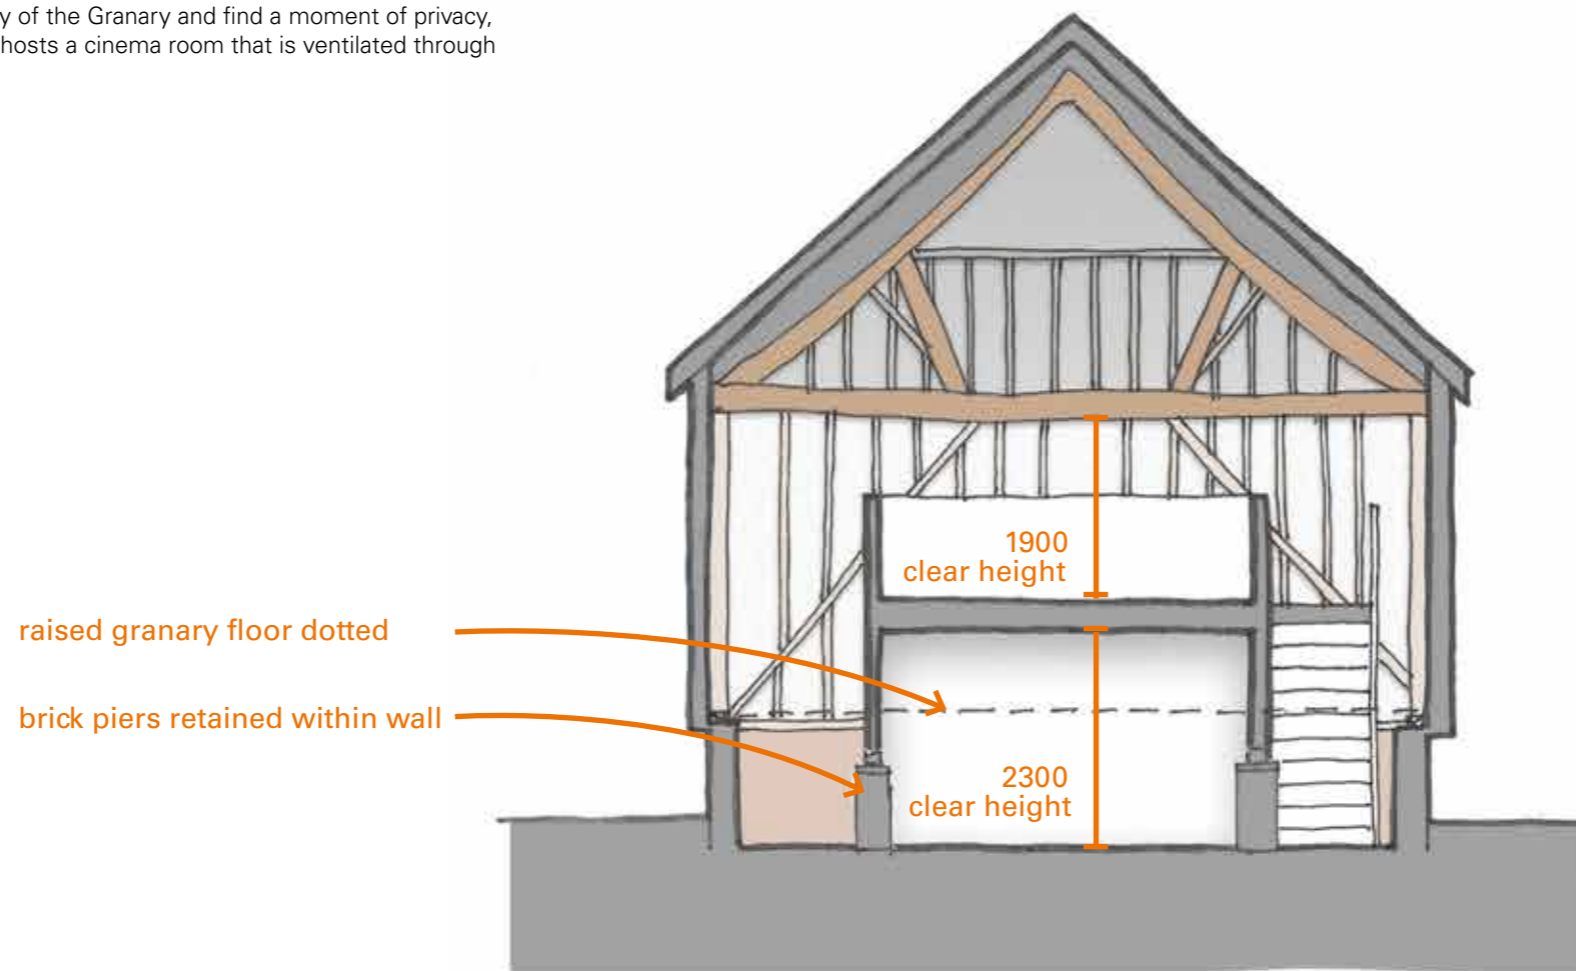 y of the Granary and find a moment of privacy,
hosts a cinema room that is ventilated through
1900
clear height
raised granary floor dotted
brick piers retained within wall
2300
clear height